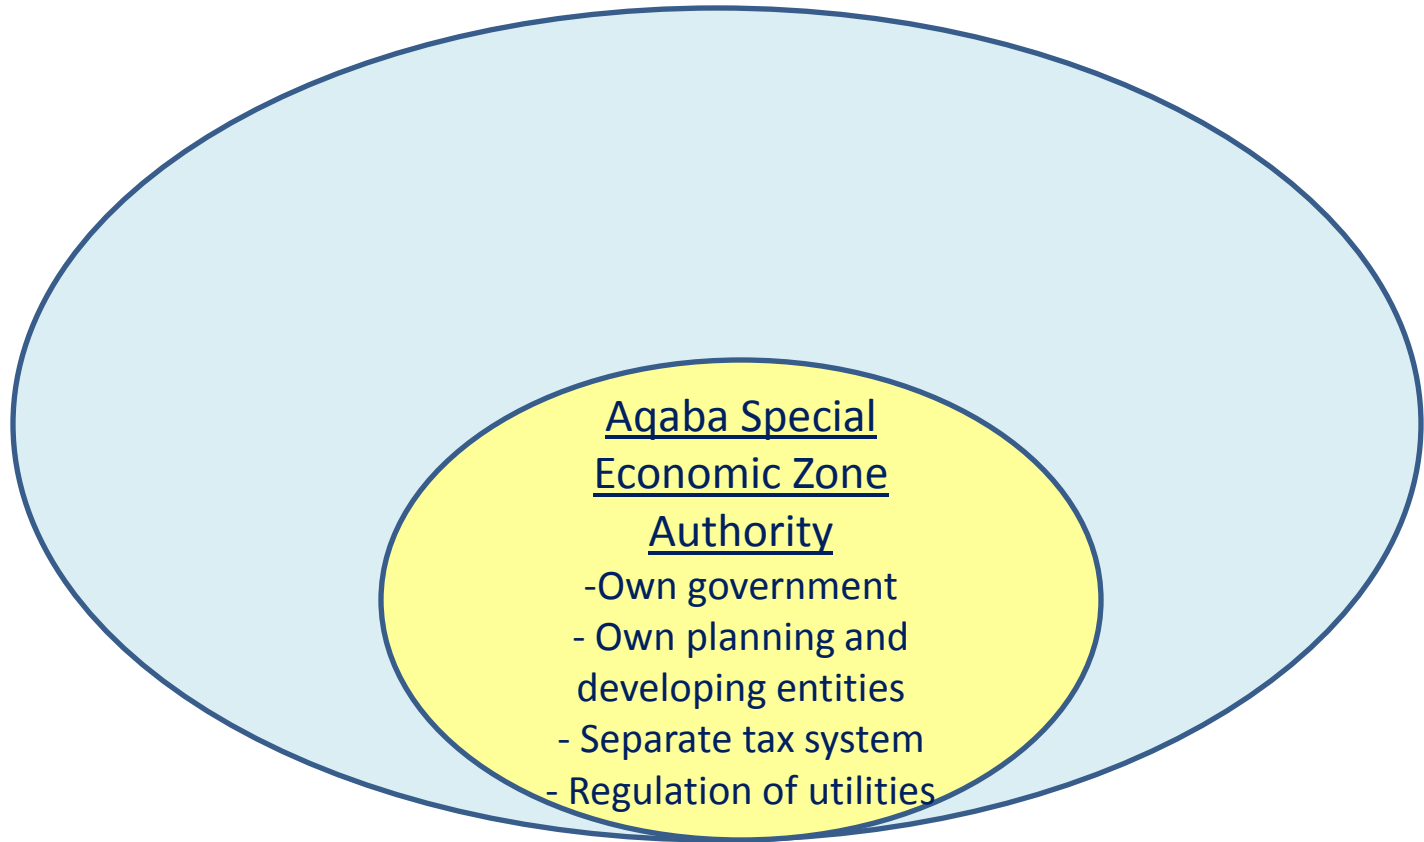 Aqaba Special
Economic Zone
Authority
-Own government
- Own planning and
developing entities
- Separate tax system
- Regulation of utilities